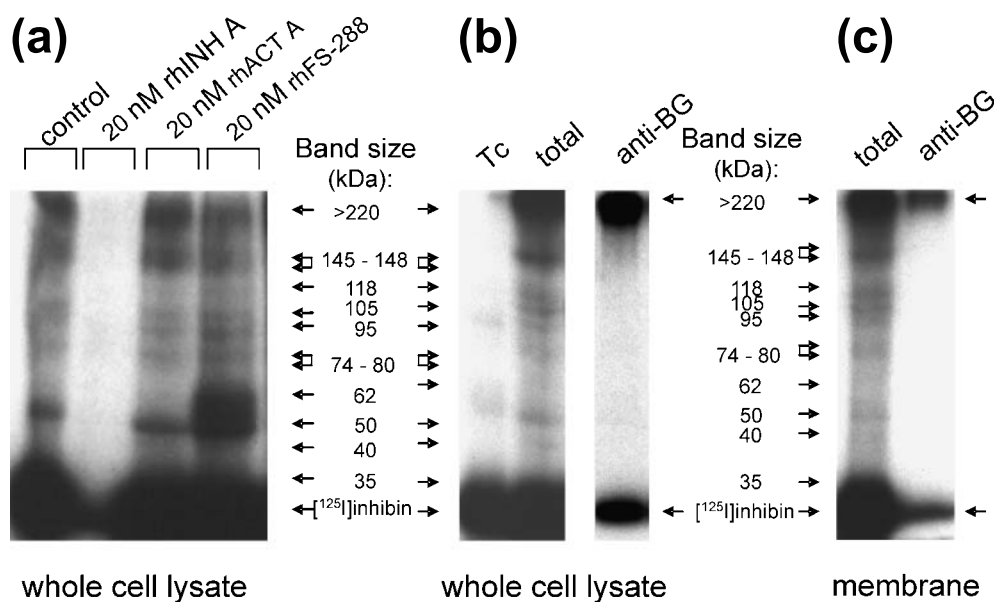 (a)
control
20 nM rhINH A
20 nM rhACT A
20 nM rhFS-288
Band size
(kDa):
>220
145 - 148
118
105
95
74 - 80
62
50
40
35
[¹²⁵I]inhibin
whole cell lysate
(b)
Tc
total
anti-BG
whole cell lysate
Band size
(kDa):
>220
145 - 148
118
105
95
74 - 80
62
50
40
35
[¹²⁵I]inhibin
(c)
total
anti-BG
membrane